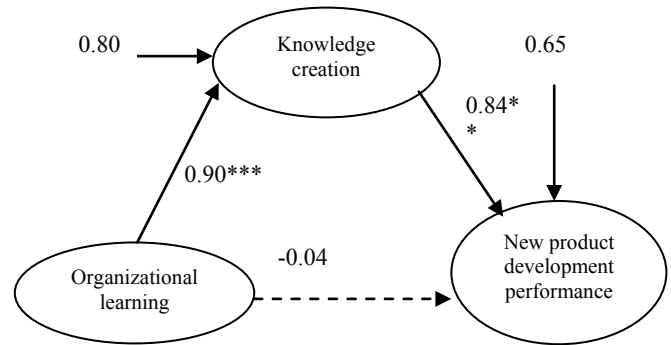 0.80
Knowledge
creation
0.65
0.84*
*
0.90***
Organizational
learning
-0.04
New product
development
performance